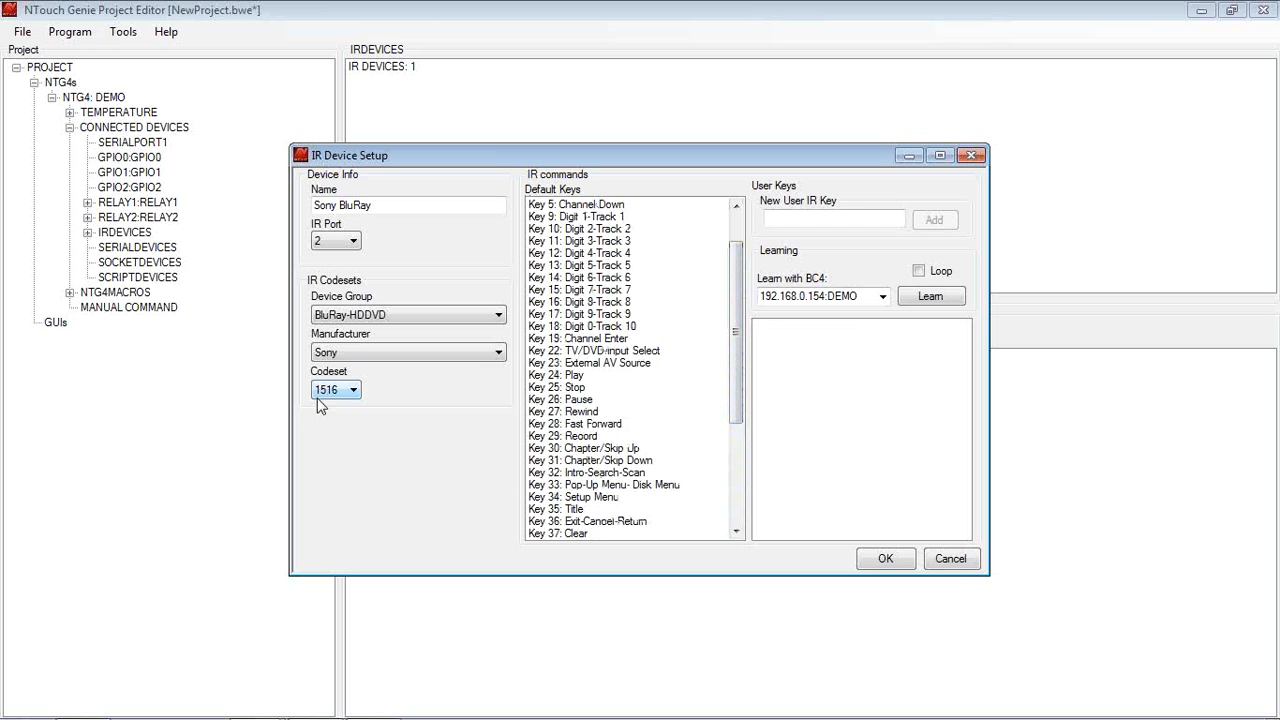 NTouch Genie Project Editor [NewProject.bwe*]
File Program Tools Help
Project
PROJECT
NTG4s
NTG4: DEMO
TEMPERATURE
CONNECTED DEVICES
SERIALPORT1
GPIO0:GPIO0
GPIO1:GPIO1
GPIO2:GPIO2
RELAY1:RELAY1
RELAY2:RELAY2
IRDEVICES
SERIALDEVICES
SOCKETDEVICES
SCRIPTDEVICES
NTG4MACROS
MANUAL COMMAND
GUIs
IRDEVICES
IR DEVICES: 1
IR Device Setup
Device Info
Name
Sony BluRay
IR Port
2
IR Codesets
Device Group
BluRay-HDDVD
Manufacturer
Sony
Codeset
1516
IR commands
Default Keys
Key 5: Channel Down
Key 9: Digit 1-Track 1
Key 10: Digit 2-Track 2
Key 11: Digit 3-Track 3
Key 12: Digit 4-Track 4
Key 13: Digit 5-Track 5
Key 14: Digit 6-Track 6
Key 15: Digit 7-Track 7
Key 16: Digit 8-Track 8
Key 17: Digit 9-Track 9
Key 18: Digit 0-Track 10
Key 19: Channel Enter
Key 22: TV/DVD-Input Select
Key 23: External AV Source
Key 24: Play
Key 25: Stop
Key 26: Pause
Key 27: Rewind
Key 28: Fast Forward
Key 29: Record
Key 30: Chapter/Skip Up
Key 31: Chapter/Skip Down
Key 32: Intro-Search-Scan
Key 33: Pop-Up Menu- Disk Menu
Key 34: Setup Menu
Key 35: Title
Key 36: Exit-Cancel-Return
Key 37: Clear
User Keys
New User IR Key
Add
Learning
Loop
Learn with BC4:
192.168.0.154:DEMO
Learn
OK
Cancel